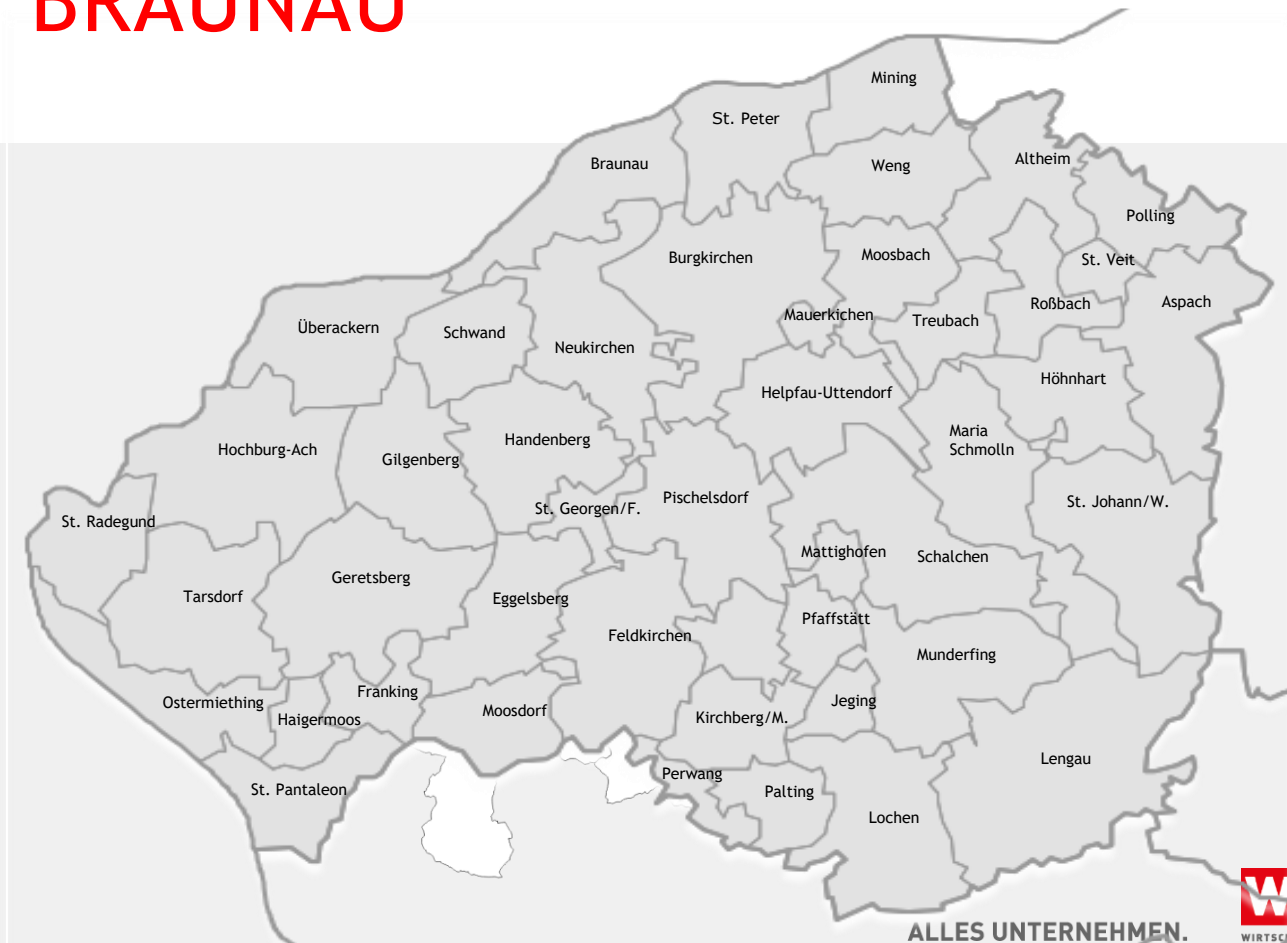 BRAUNAU
Mining
St. Peter
Braunau
Weng
Altheim
Polling
Burgkirchen
Moosbach
St. Veit
Aspach
Überackern
Schwand
Neukirchen
Mauerkichen
Treubach
Roßbach
Helpfau-Uttendorf
Höhnhart
Hochburg-Ach
Gilgenberg
Handenberg
Maria
Schmolln
St. Radegund
St. Georgen/F.
Pischelsdorf
St. Johann/W.
Mattighofen
Schalchen
Geretsberg
Tarsdorf
Eggelsberg
Feldkirchen
Pfaffstätt
Munderfing
Ostermiething
Haigermoos
Franking
Moosdorf
Kirchberg/M.
Jeging
St. Pantaleon
Perwang
Palting
Lengau
Lochen
ALLES UNTERNEHMEN.
W